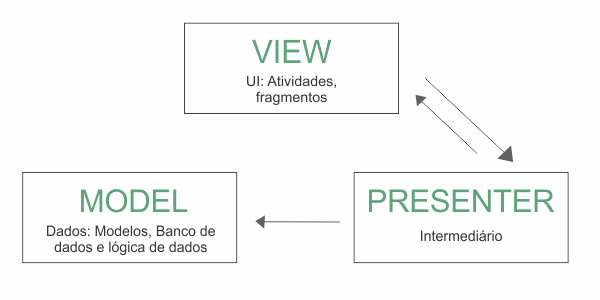 VIEW
UI: Atividades,
fragmentos
MODEL
Dados: Modelos, Banco de
dados e lógica de dados
PRESENTER
Intermediário